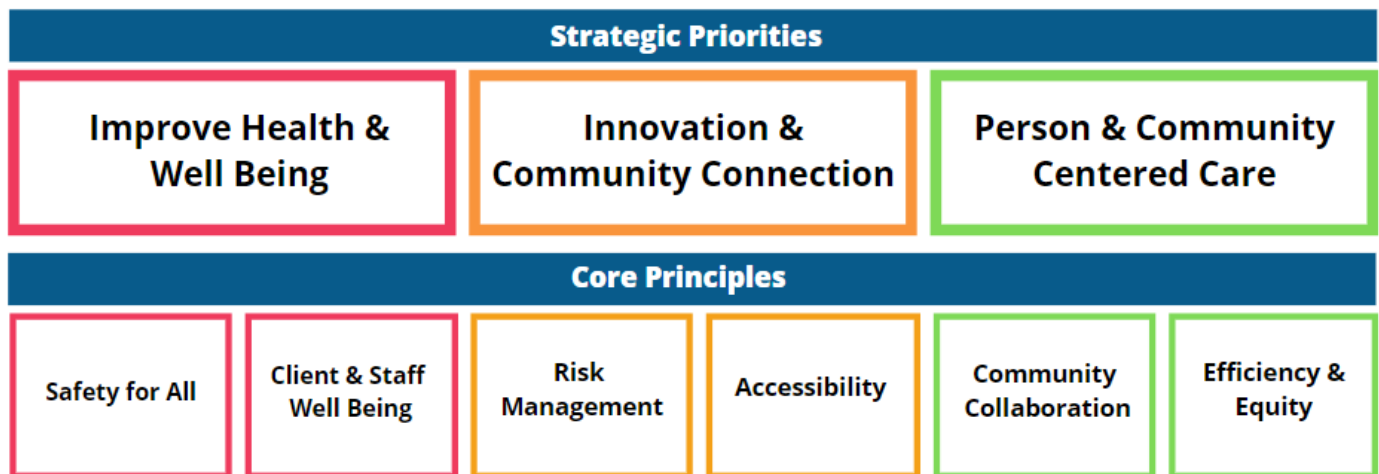 Strategic Priorities
Improve Health &
Well Being
Innovation &
Community Connection
Person & Community
Centered Care
Core Principles
Safety for All
Client & Staff
Well Being
Risk
Management
Accessibility
Community
Collaboration
Efficiency &
Equity